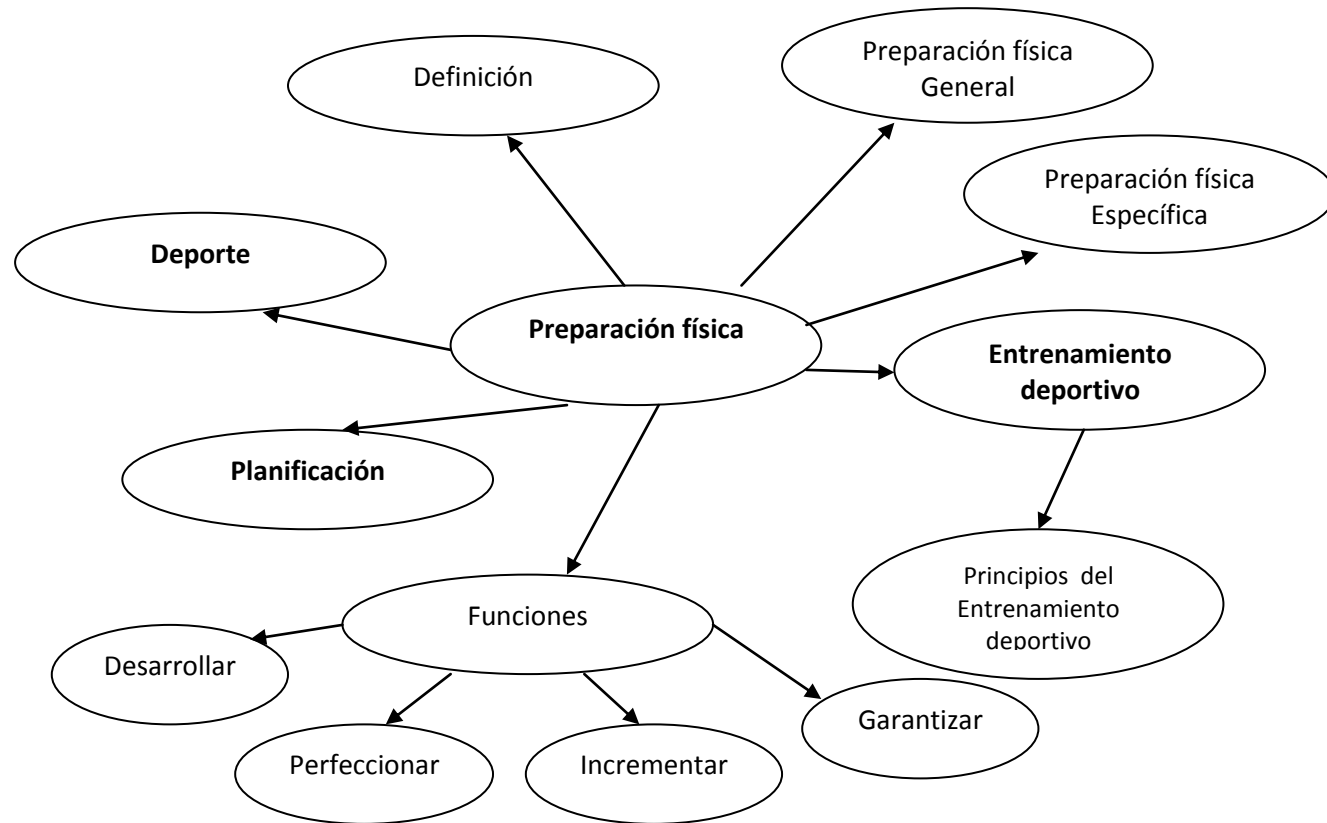 Definición
Preparación física
General
Preparación física
Específica
Deporte
Preparación física
Entrenamiento
deportivo
Planificación
Principios  del
Entrenamiento
deportivo
Funciones
Desarrollar
Garantizar
Perfeccionar
Incrementar